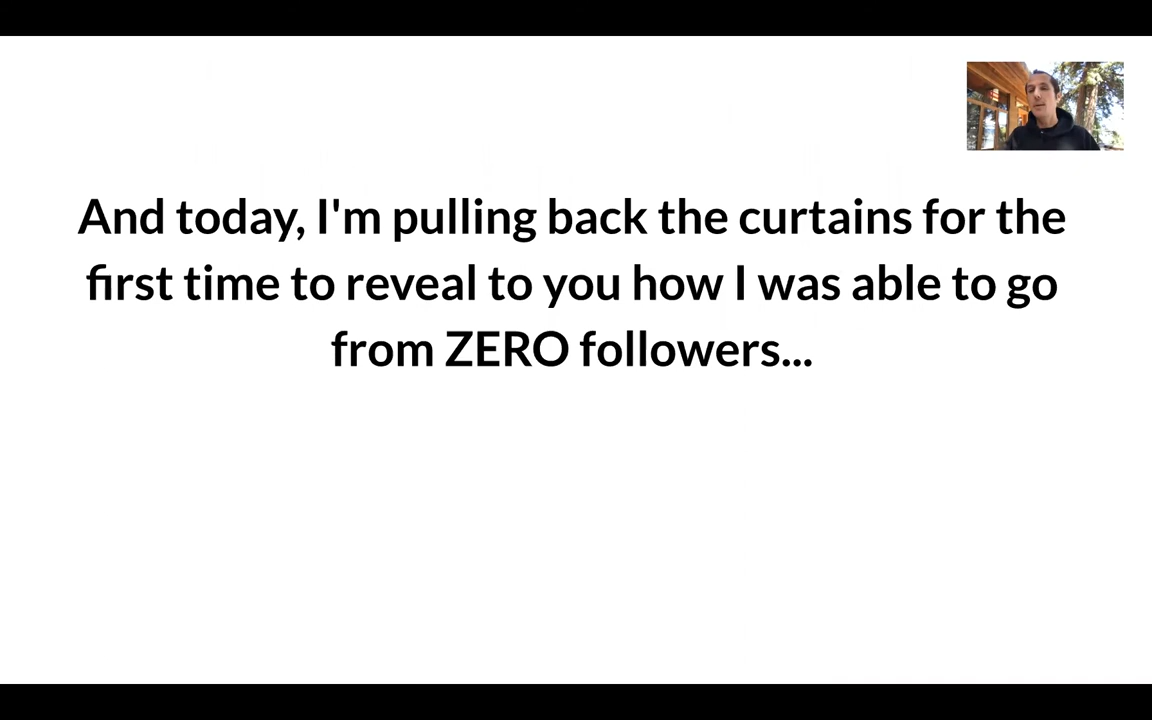 And today, I'm pulling back the curtains for the
first time to reveal to you how I was able to go
from ZERO followers...